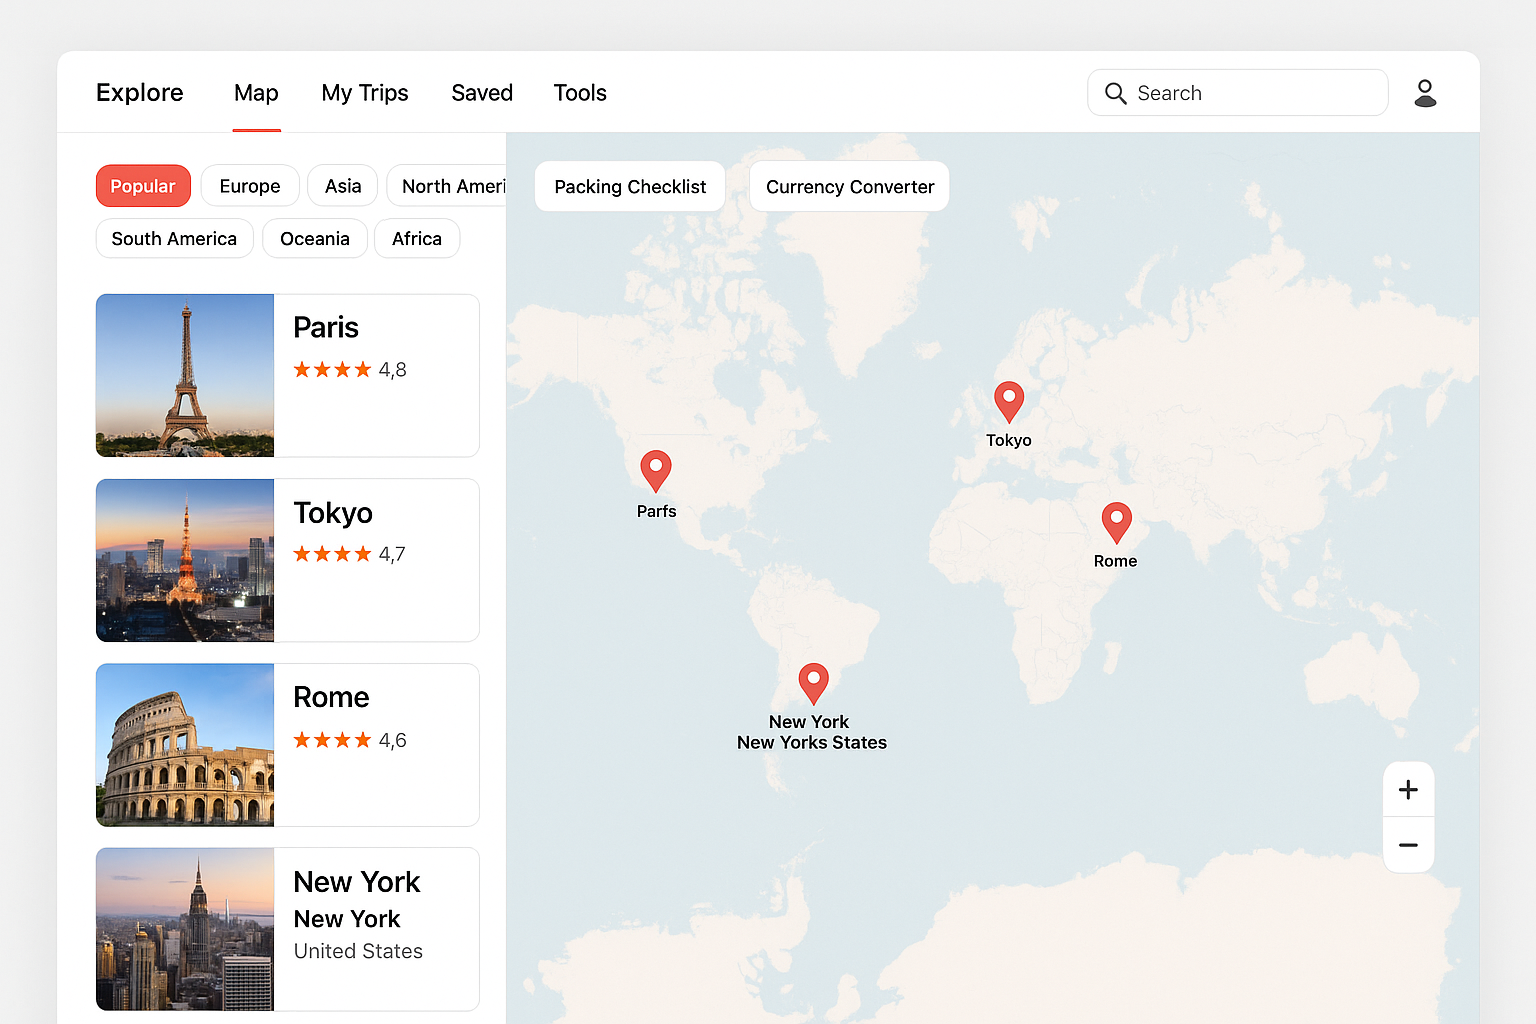 Explore Map My Trips Saved Tools Search
Popular Europe Asia North Ameri
South America Oceania Africa
Packing Checklist Currency Converter
Paris
4,8
Tokyo
4,7
Rome
4,6
New York
New York
United States
Tokyo
Parfs
Rome
New York
New Yorks States